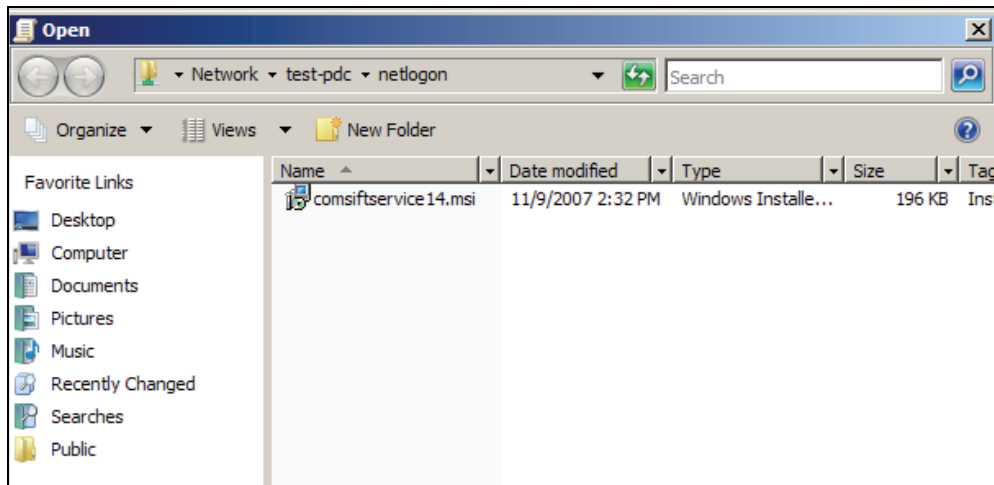 Open
Network test-pdc netlogon Search
Organize Views New Folder
Favorite Links
Desktop
Computer
Documents
Pictures
Music
Recently Changed
Searches
Public
Name Date modified Type Size Tag
comsiftservice14.msi 11/9/2007 2:32 PM Windows Installe... 196 KB Ins